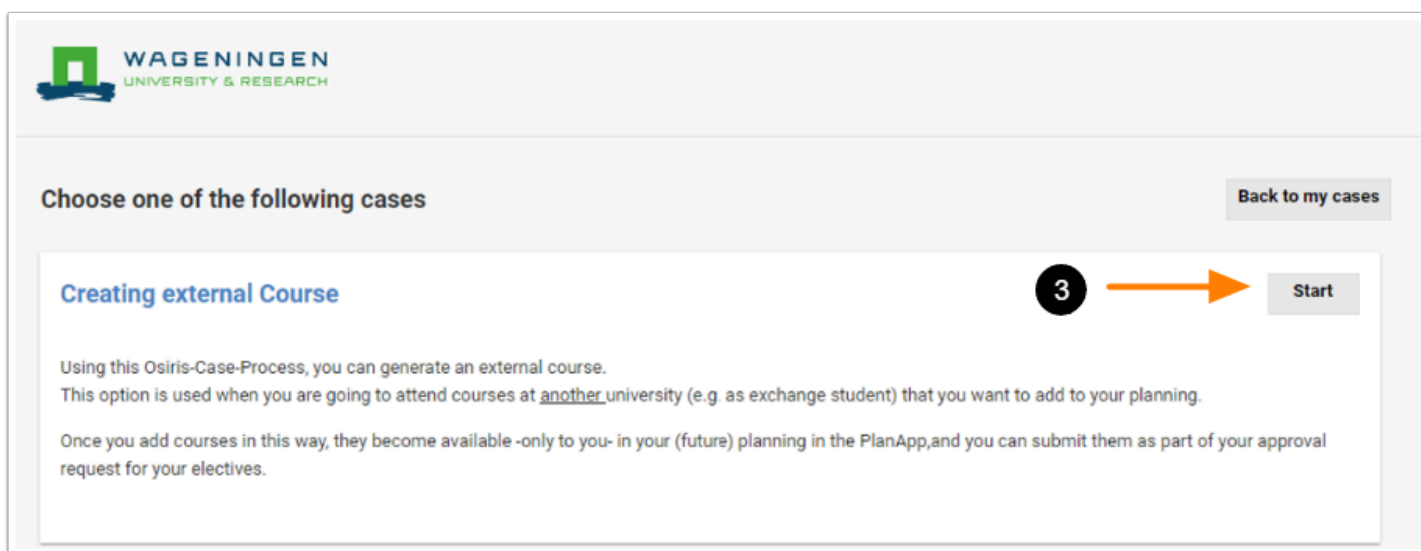 WAGENINGEN
UNIVERSITY & RESEARCH
Choose one of the following cases
Back to my cases
Creating external Course
3
Start
Using this Osiris-Case-Process, you can generate an external course.
This option is used when you are going to attend courses at another university (e.g. as exchange student) that you want to add to your planning.
Once you add courses in this way, they become available -only to you- in your (future) planning in the PlanApp,and you can submit them as part of your approval
request for your electives.